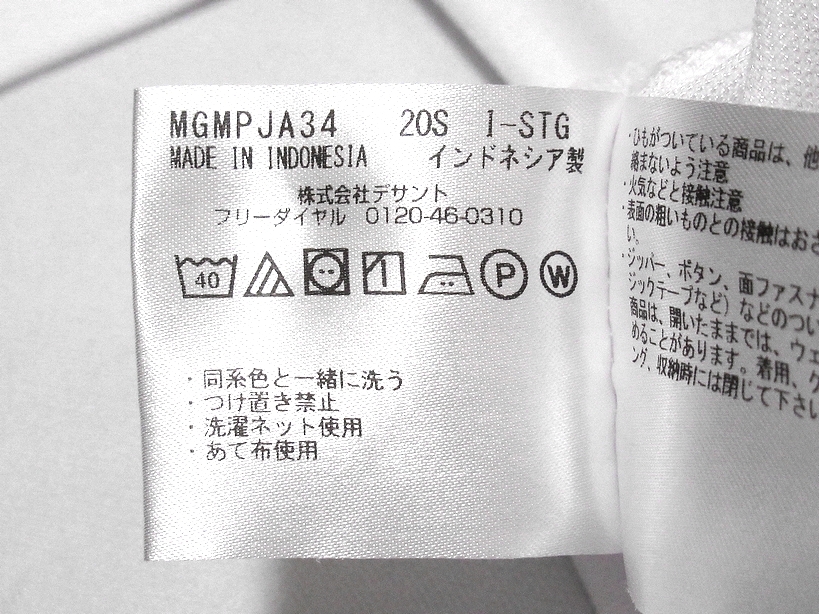 MGMPJA34 20S I-STG
MADE IN INDONESIA インドネシア製
株式会社デサント
フリーダイヤル 0120-46-0310
40 P W
・同系色と一緒に洗う
・つけ置き禁止
・洗濯ネット使用
・あて布使用
・ひもがついている商品は、他
絡まないよう注意
・火気などと接触注意
・表面の粗いものとの接触はおさ
い。
・ジッパー、ボタン、面ファスナ
ジックテープなど）などのつい
商品は、開いたままでは、ウェ
めることがあります。着用、ク
ング、収納時には閉じて下さい